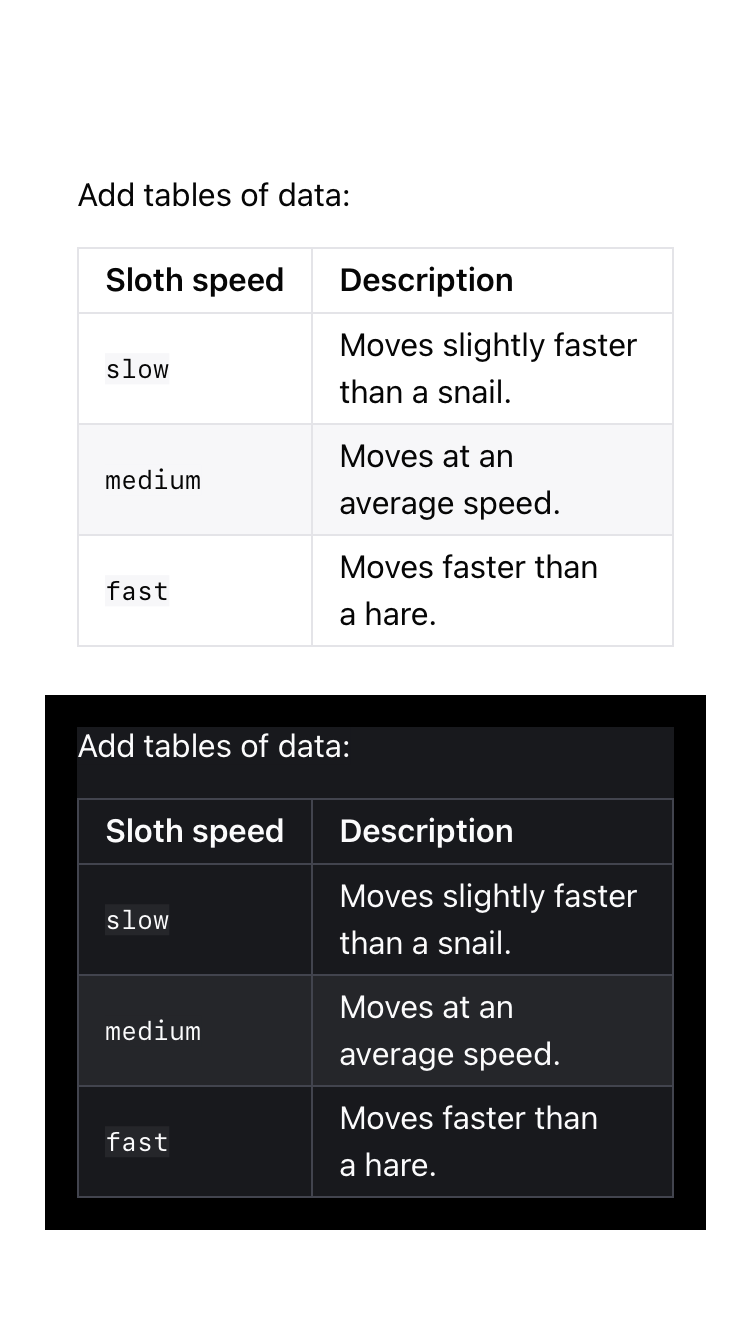 Add tables of data:
Sloth speed Description
slow Moves slightly faster
than a snail.
medium Moves at an
average speed.
fast Moves faster than
a hare.
Add tables of data:
Sloth speed Description
slow Moves slightly faster
than a snail.
medium Moves at an
average speed.
fast Moves faster than
a hare.